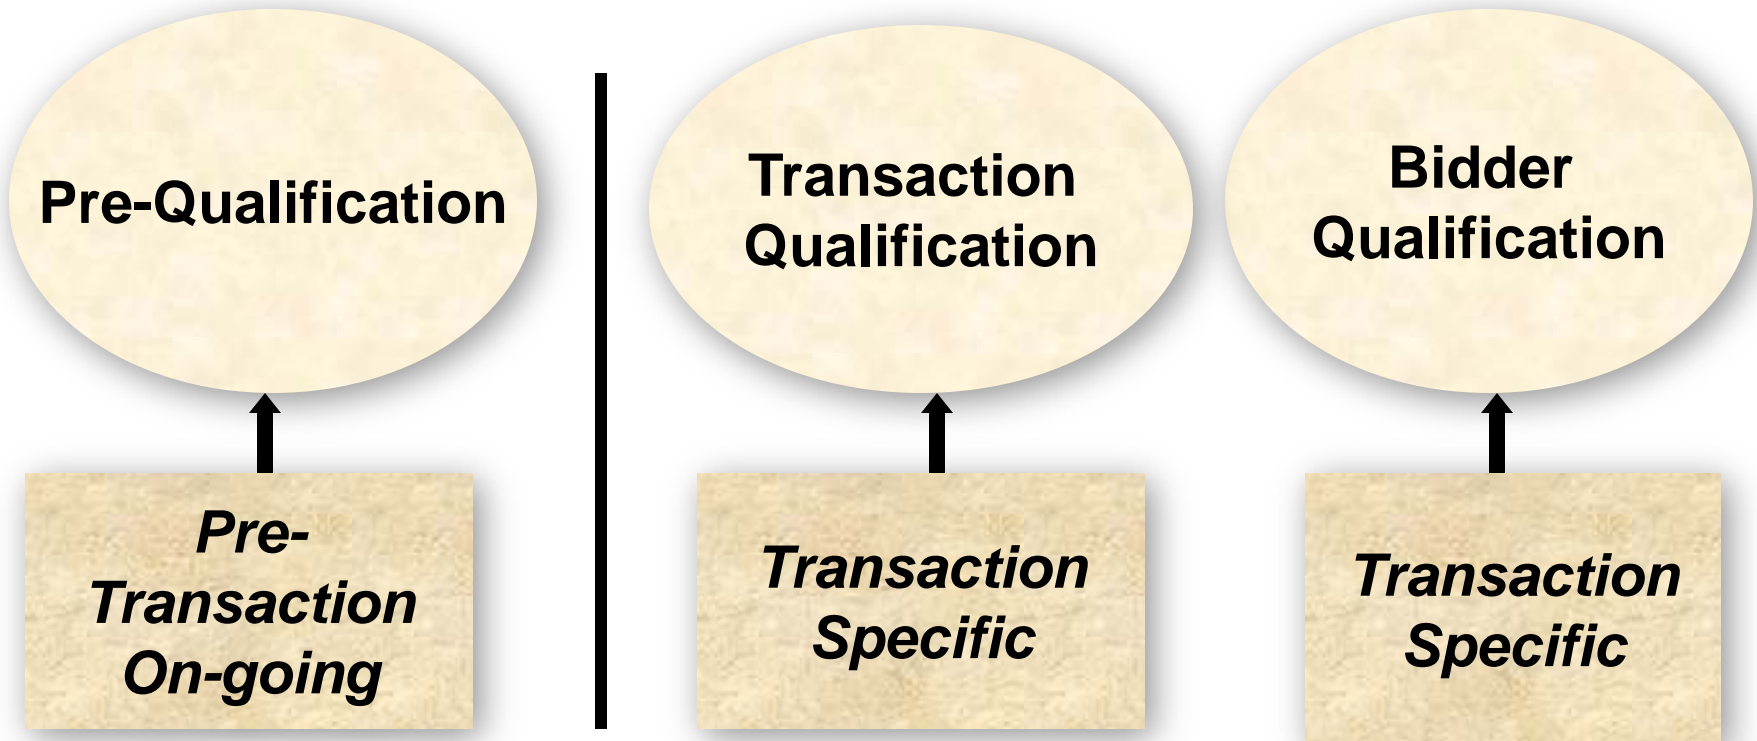 Pre-Qualification
Transaction
Qualification
Bidder
Qualification
Pre-
Transaction
On-going
Transaction
Specific
Transaction
Specific